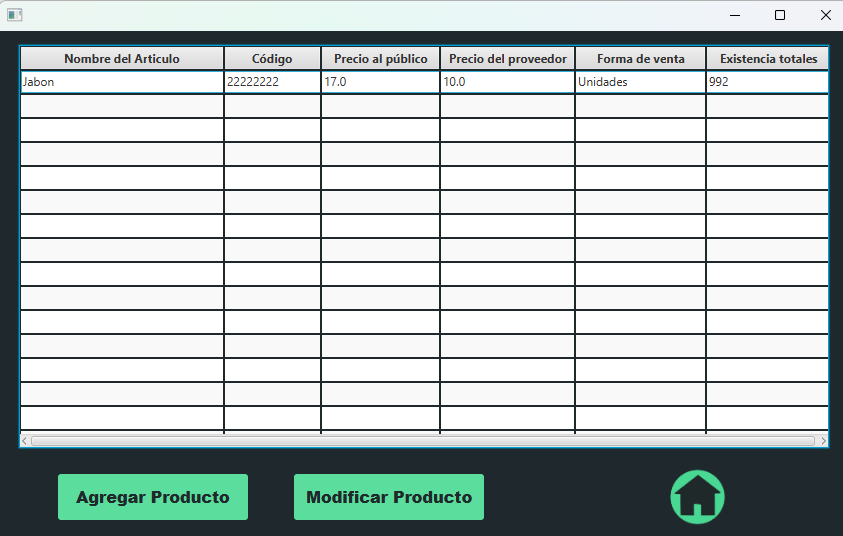 Nombre del Articulo Código Precio al público Precio del proveedor Forma de venta Existencia totales
Jabon 22222222 17.0 10.0 Unidades 992
Agregar Producto Modificar Producto